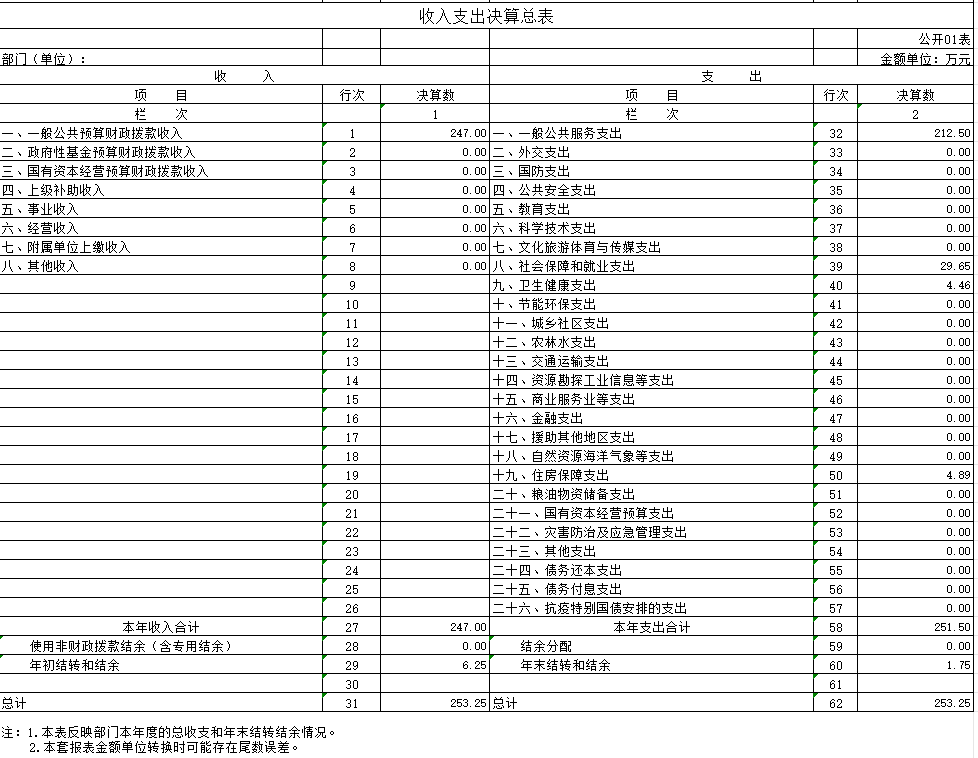 收入支出决算总表
公开01表
部门（单位）： 金额单位：万元
收 入 支 出
项 目 行次 决算数 项 目 行次 决算数
栏 次 1 栏 次 2
一、一般公共预算财政拨款收入 1 247.00 一、一般公共服务支出 32 212.50
二、政府性基金预算财政拨款收入 2 0.00 二、外交支出 33 0.00
三、国有资本经营预算财政拨款收入 3 0.00 三、国防支出 34 0.00
四、上级补助收入 4 0.00 四、公共安全支出 35 0.00
五、事业收入 5 0.00 五、教育支出 36 0.00
六、经营收入 6 0.00 六、科学技术支出 37 0.00
七、附属单位上缴收入 7 0.00 七、文化旅游体育与传媒支出 38 0.00
八、其他收入 8 0.00 八、社会保障和就业支出 39 29.65
9 九、卫生健康支出 40 4.46
10 十、节能环保支出 41 0.00
11 十一、城乡社区支出 42 0.00
12 十二、农林水支出 43 0.00
13 十三、交通运输支出 44 0.00
14 十四、资源勘探工业信息等支出 45 0.00
15 十五、商业服务业等支出 46 0.00
16 十六、金融支出 47 0.00
17 十七、援助其他地区支出 48 0.00
18 十八、自然资源海洋气象等支出 49 0.00
19 十九、住房保障支出 50 4.89
20 二十、粮油物资储备支出 51 0.00
21 二十一、国有资本经营预算支出 52 0.00
22 二十二、灾害防治及应急管理支出 53 0.00
23 二十三、其他支出 54 0.00
24 二十四、债务还本支出 55 0.00
25 二十五、债务付息支出 56 0.00
26 二十六、抗疫特别国债安排的支出 57 0.00
本年收入合计 27 247.00 本年支出合计 58 251.50
使用非财政拨款结余（含专用结余） 28 0.00 结余分配 59 0.00
年初结转和结余 29 6.25 年末结转和结余 60 1.75
30 61
总计 31 253.25 总计 62 253.25
注：1.本表反映部门本年度的总收支和年末结转结余情况。
2.本套报表金额单位转换时可能存在尾数误差。